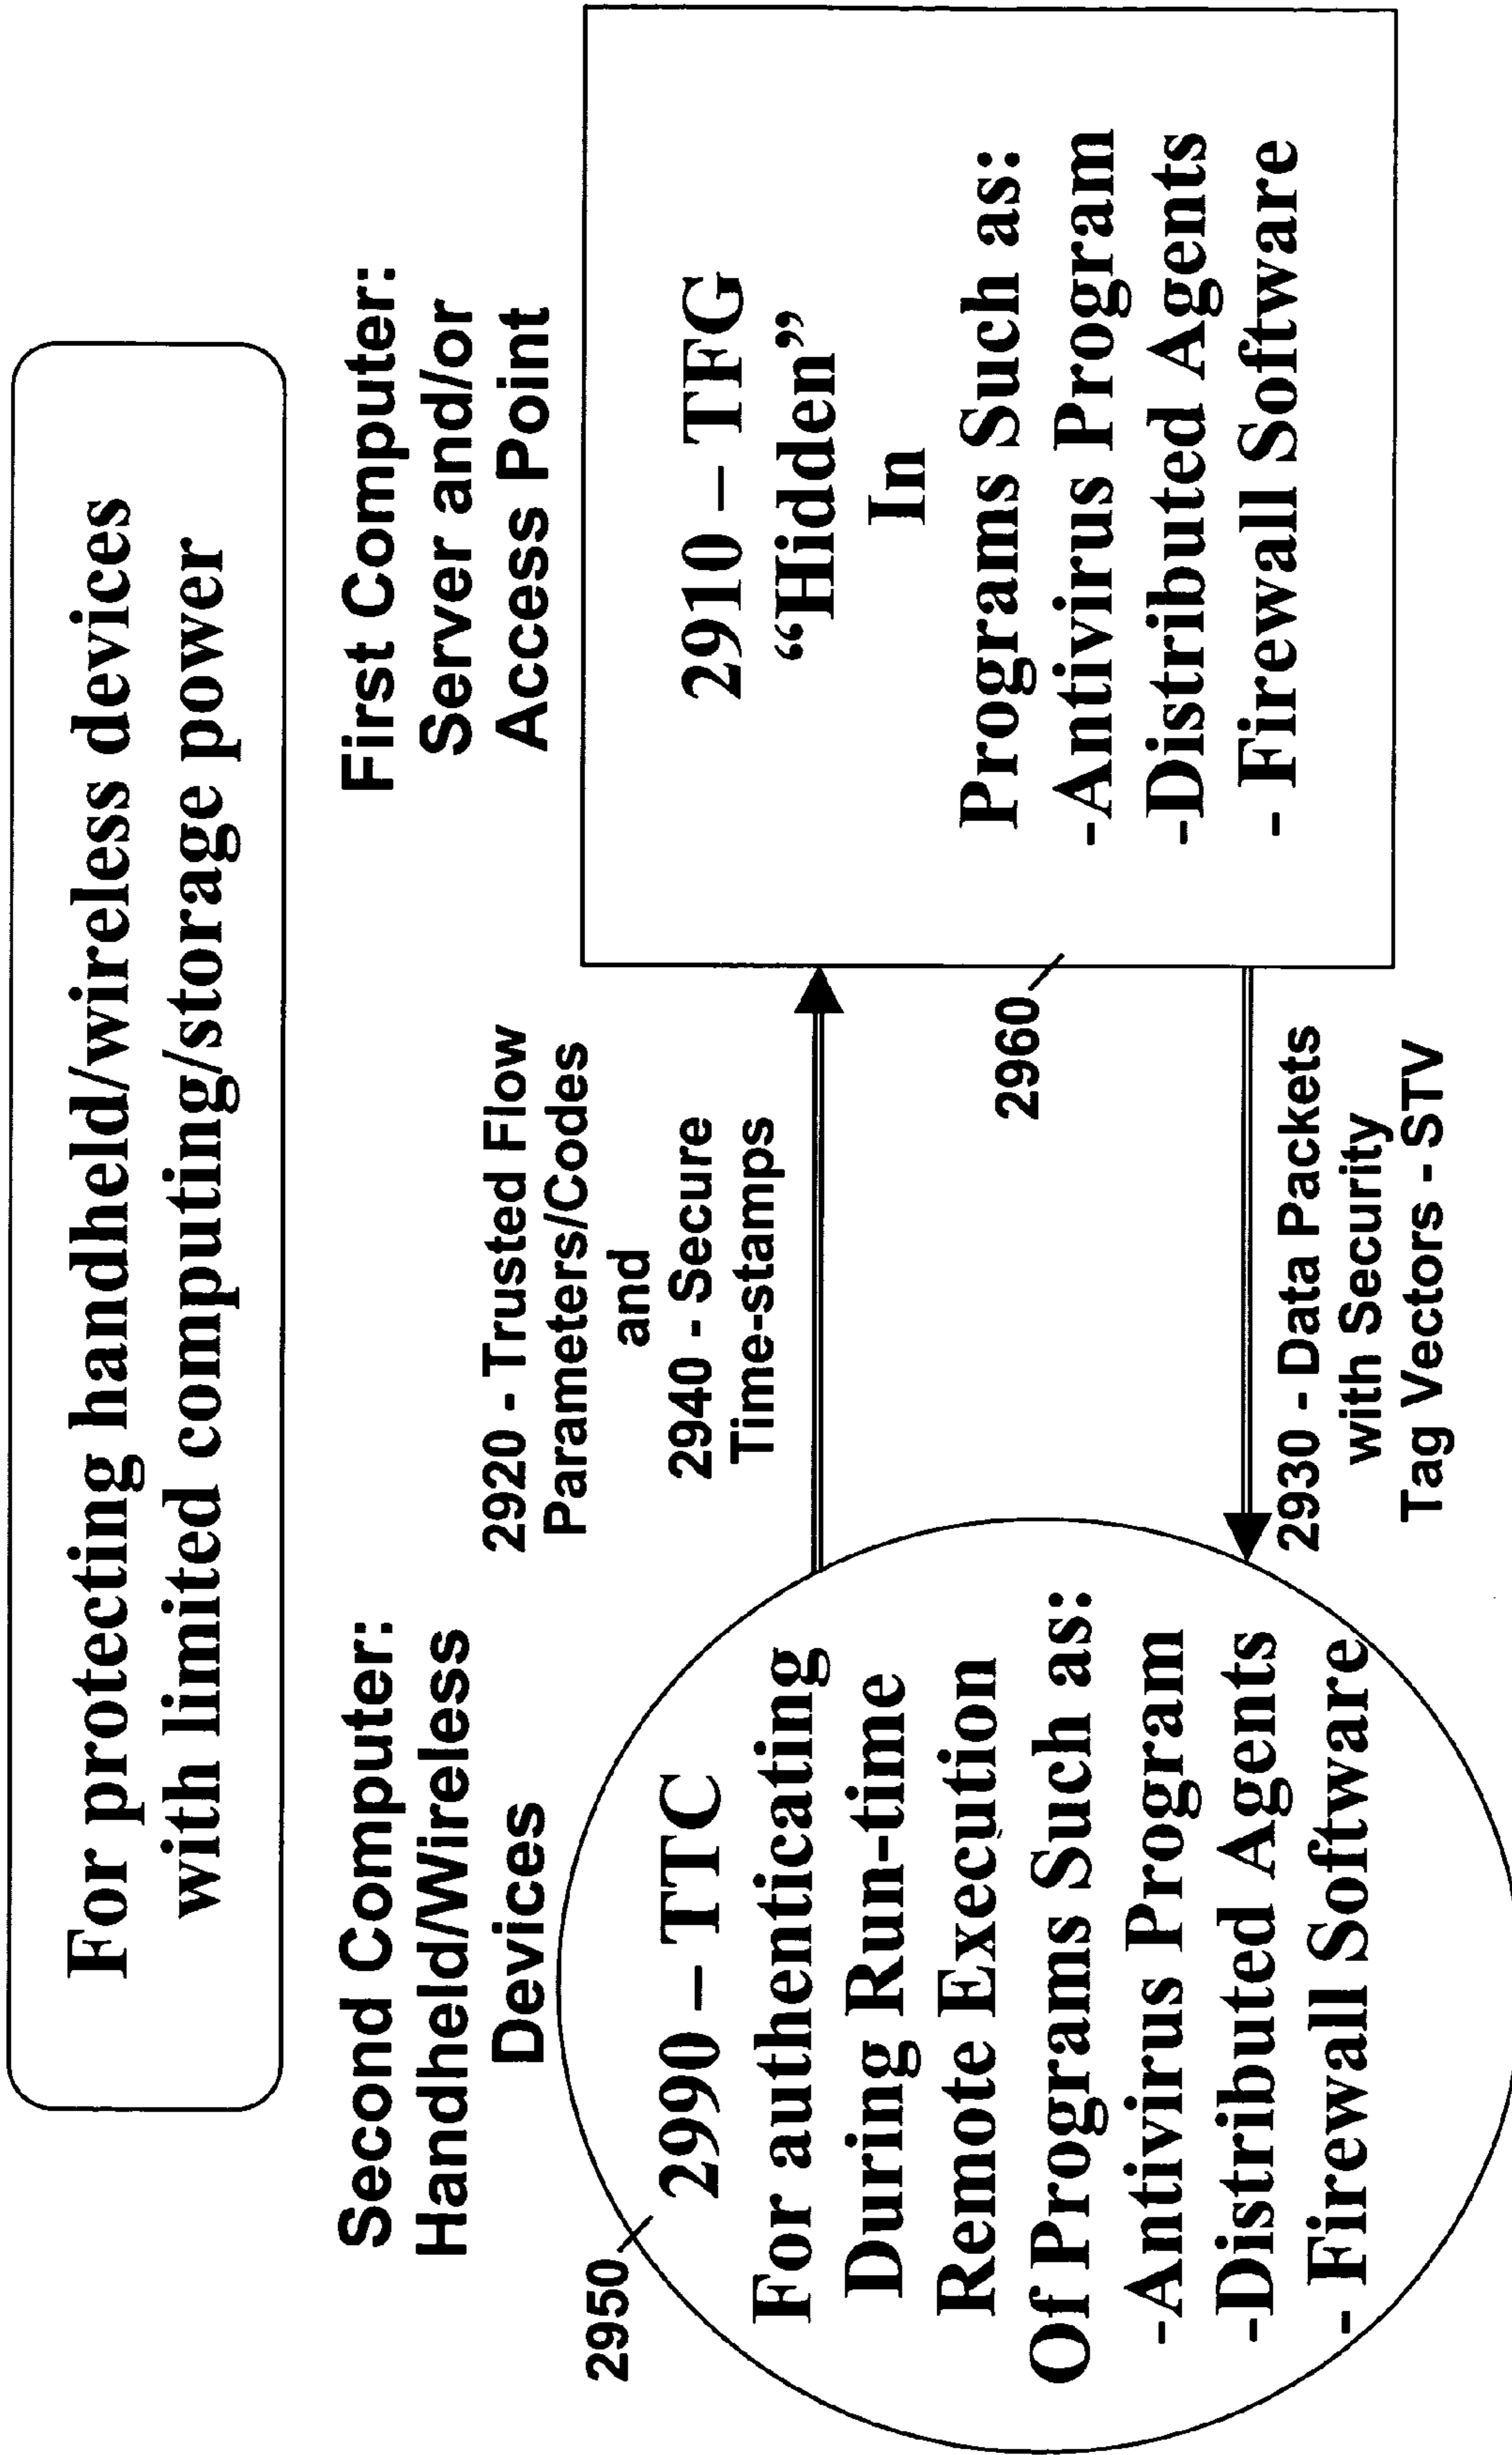 For protecting handheld/wireless devices
with limited computing/storage power
Second Computer:
Handheld/Wireless
Devices
2950
2990 – TTC
For authenticating
During Run-time
Remote Execution
Of Programs Such as:
-Antivirus Program
-Distributed Agents
- Firewall Software
2920 - Trusted Flow
Parameters/Codes
and
2940 - Secure
Time-stamps
2960
2930 - Data Packets
with Security
Tag Vectors - STV
First Computer:
Server and/or
Access Point
2910 – TFG
“Hidden”
In
Programs Such as:
-Antivirus Program
-Distributed Agents
- Firewall Software